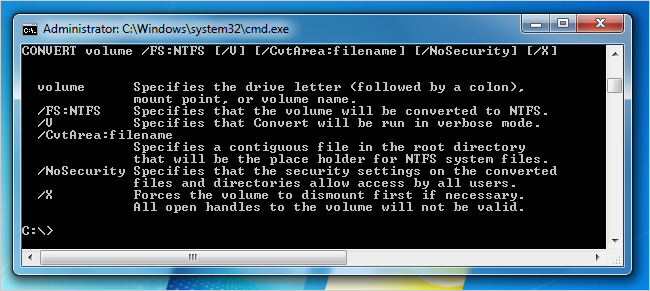 Administrator: C:\Windows\system32\cmd.exe
CONVERT volume /FS:NTFS [/V] [/CvtArea:filename] [/NoSecurity] [/X]
volume Specifies the drive letter (followed by a colon),
mount point, or volume name.
/FS:NTFS Specifies that the volume will be converted to NTFS.
/V Specifies that Convert will be run in verbose mode.
/CvtArea:filename
Specifies a contiguous file in the root directory
that will be the place holder for NTFS system files.
/NoSecurity Specifies that the security settings on the converted
files and directories allow access by all users.
/X Forces the volume to dismount first if necessary.
All open handles to the volume will not be valid.
C:\>